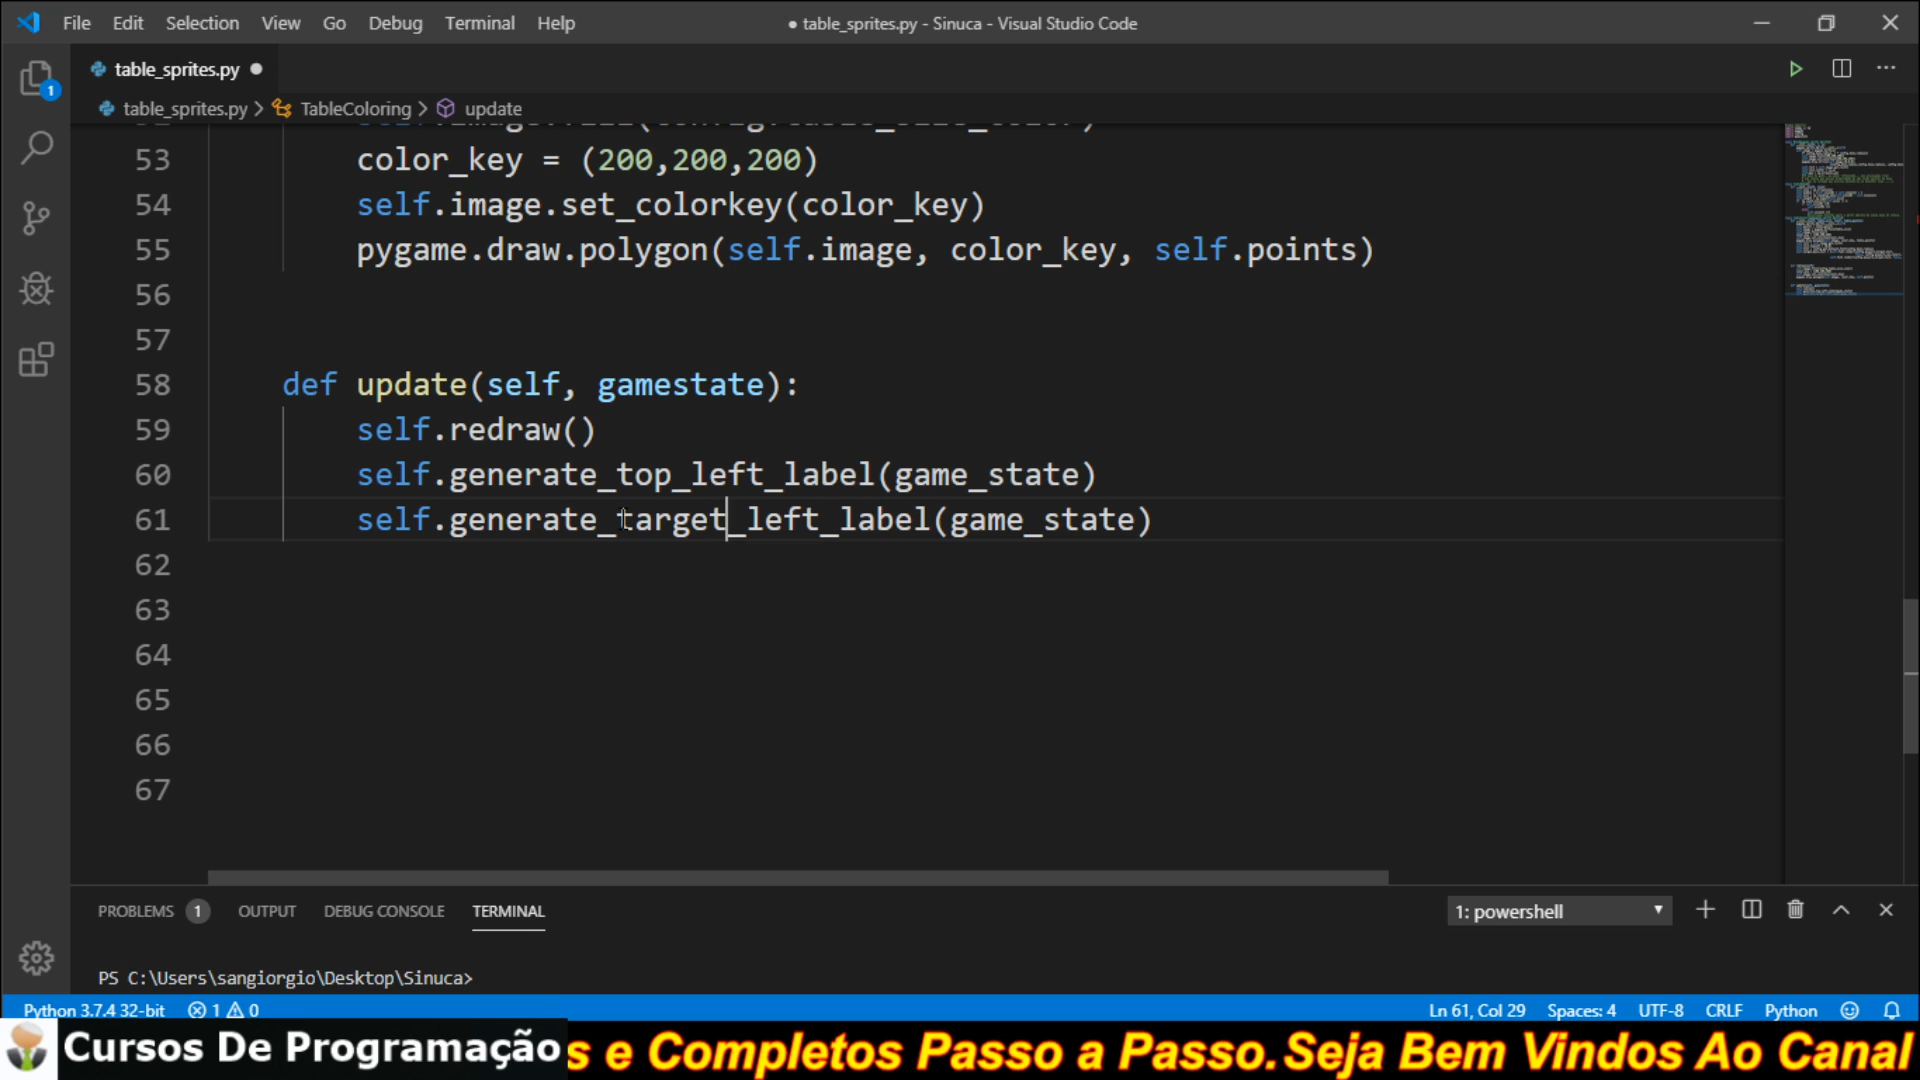 File Edit Selection View Go Debug Terminal Help
● table_sprites.py - Sinuca - Visual Studio Code
table_sprites.py ●
1
table_sprites.py > TableColoring > update
53 color_key = (200,200,200)
54 self.image.set_colorkey(color_key)
55 pygame.draw.polygon(self.image, color_key, self.points)
56
57
58 def update(self, gamestate):
59 self.redraw()
60 self.generate_top_left_label(game_state)
61 self.generate_target_left_label(game_state)
62
63
64
65
66
67
PROBLEMS 1 OUTPUT DEBUG CONSOLE TERMINAL 1: powershell
PS C:\Users\sangiorgio\Desktop\Sinuca>
Python 3.7.4 32-bit 1 0 Ln 61, Col 29 Spaces: 4 UTF-8 CRLF Python
Cursos De Programação s e Completos Passo a Passo.Seja Bem Vindos Ao Canal